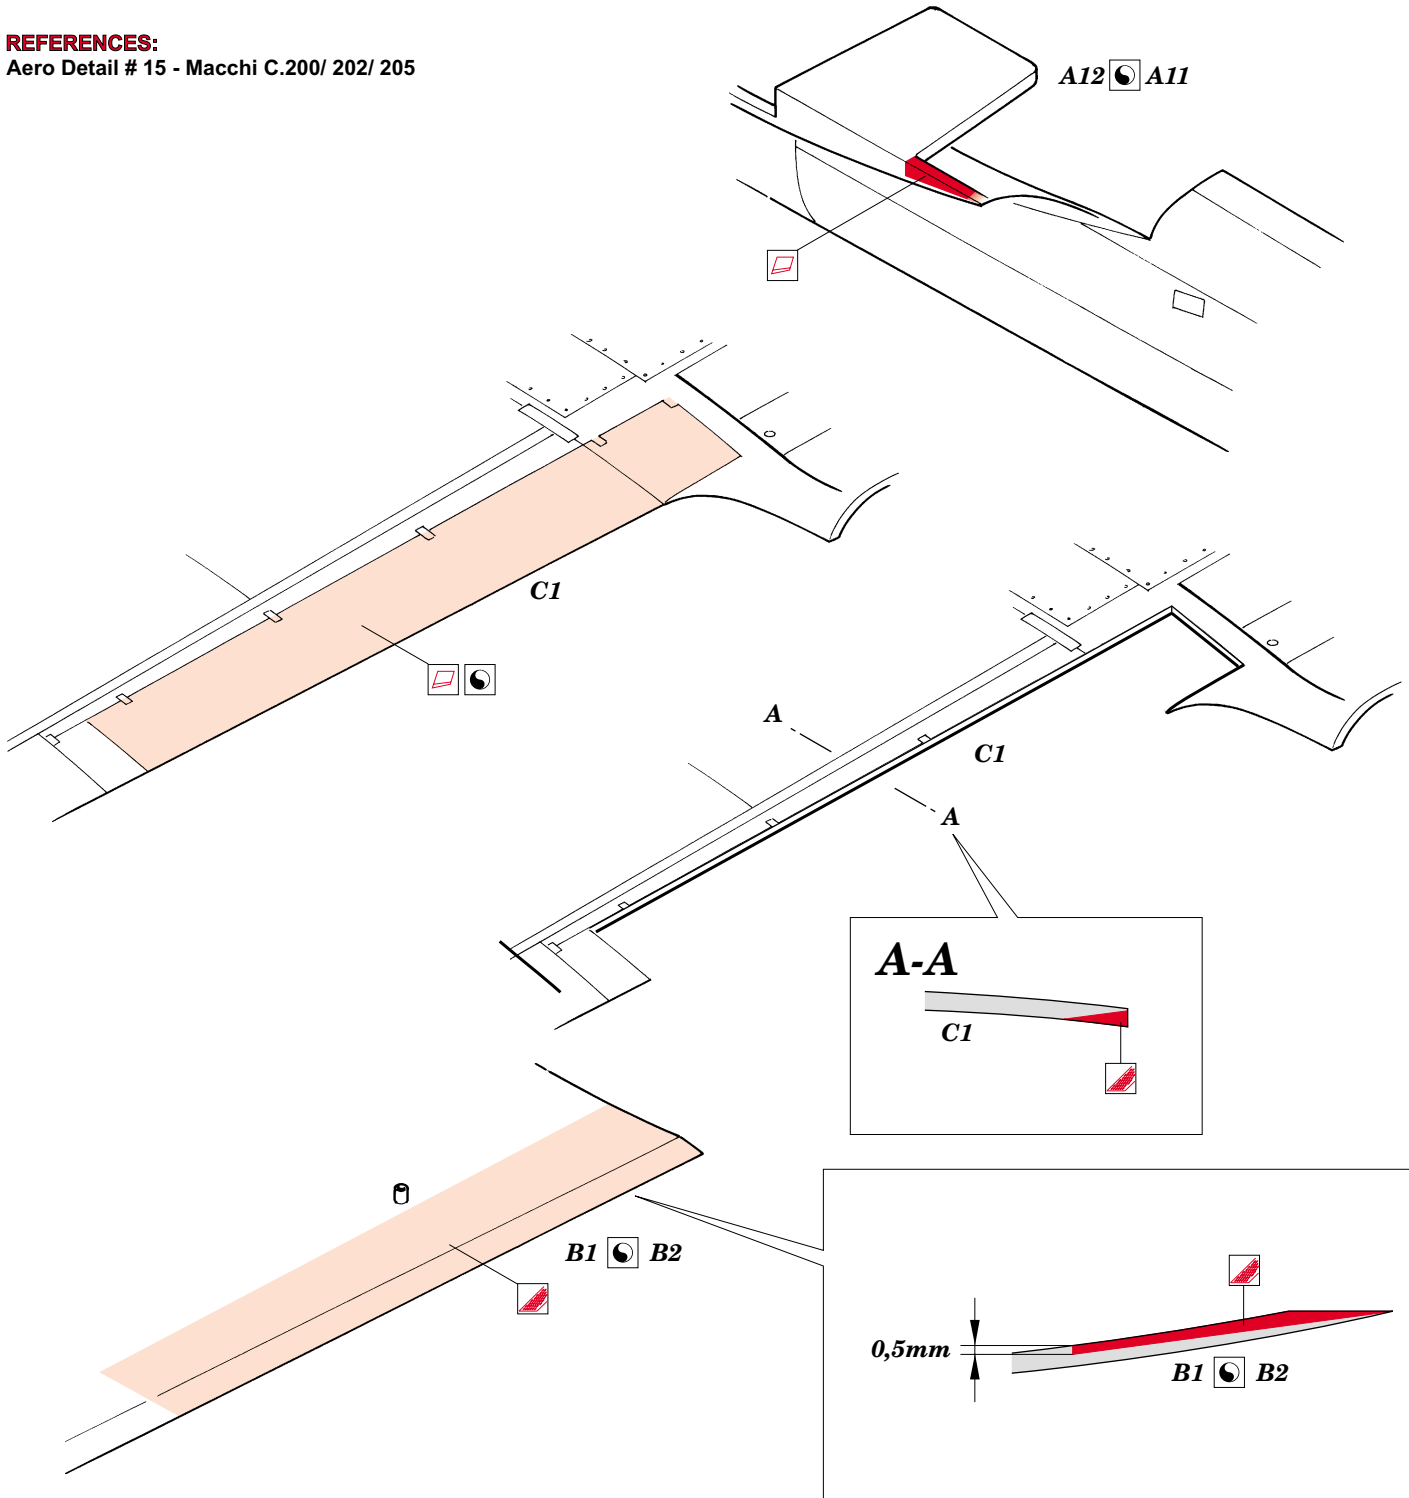 REFERENCES:
Aero Detail # 15 - Macchi C.200/ 202/ 205
A12 A11
C1
A
C1
A
A-A
C1
B1 B2
0,5mm
B1 B2